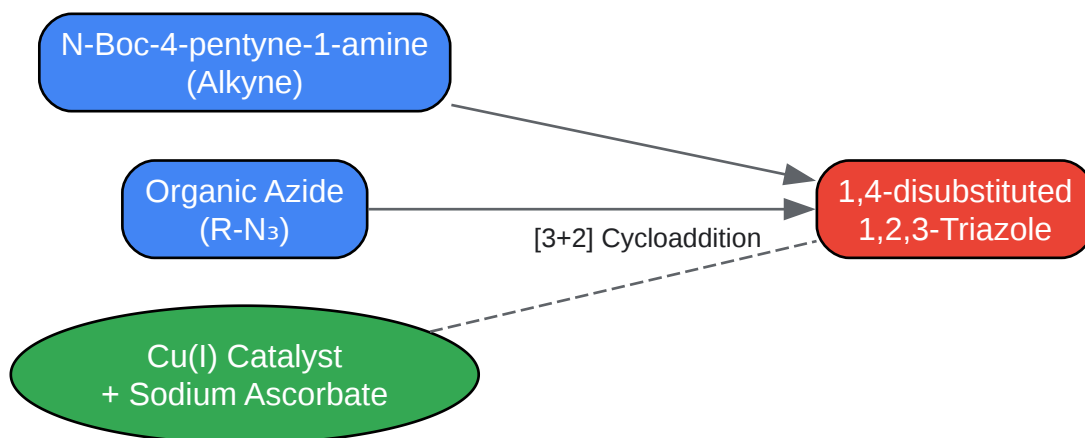 N-Boc-4-pentyne-1-amine
(Alkyne)
Organic Azide
(R-N₃)
[3+2] Cycloaddition
1,4-disubstituted
1,2,3-Triazole
Cu(I) Catalyst
+ Sodium Ascorbate